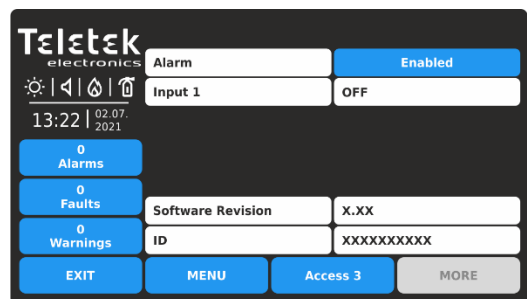 Teletek
electronics
13:22 | 02.07.
2021
0
Alarms
0
Faults
0
Warnings
Alarm Enabled
Input 1 OFF
Software Revision X.XX
ID XXXXXXXXXX
EXIT MENU Access 3 MORE